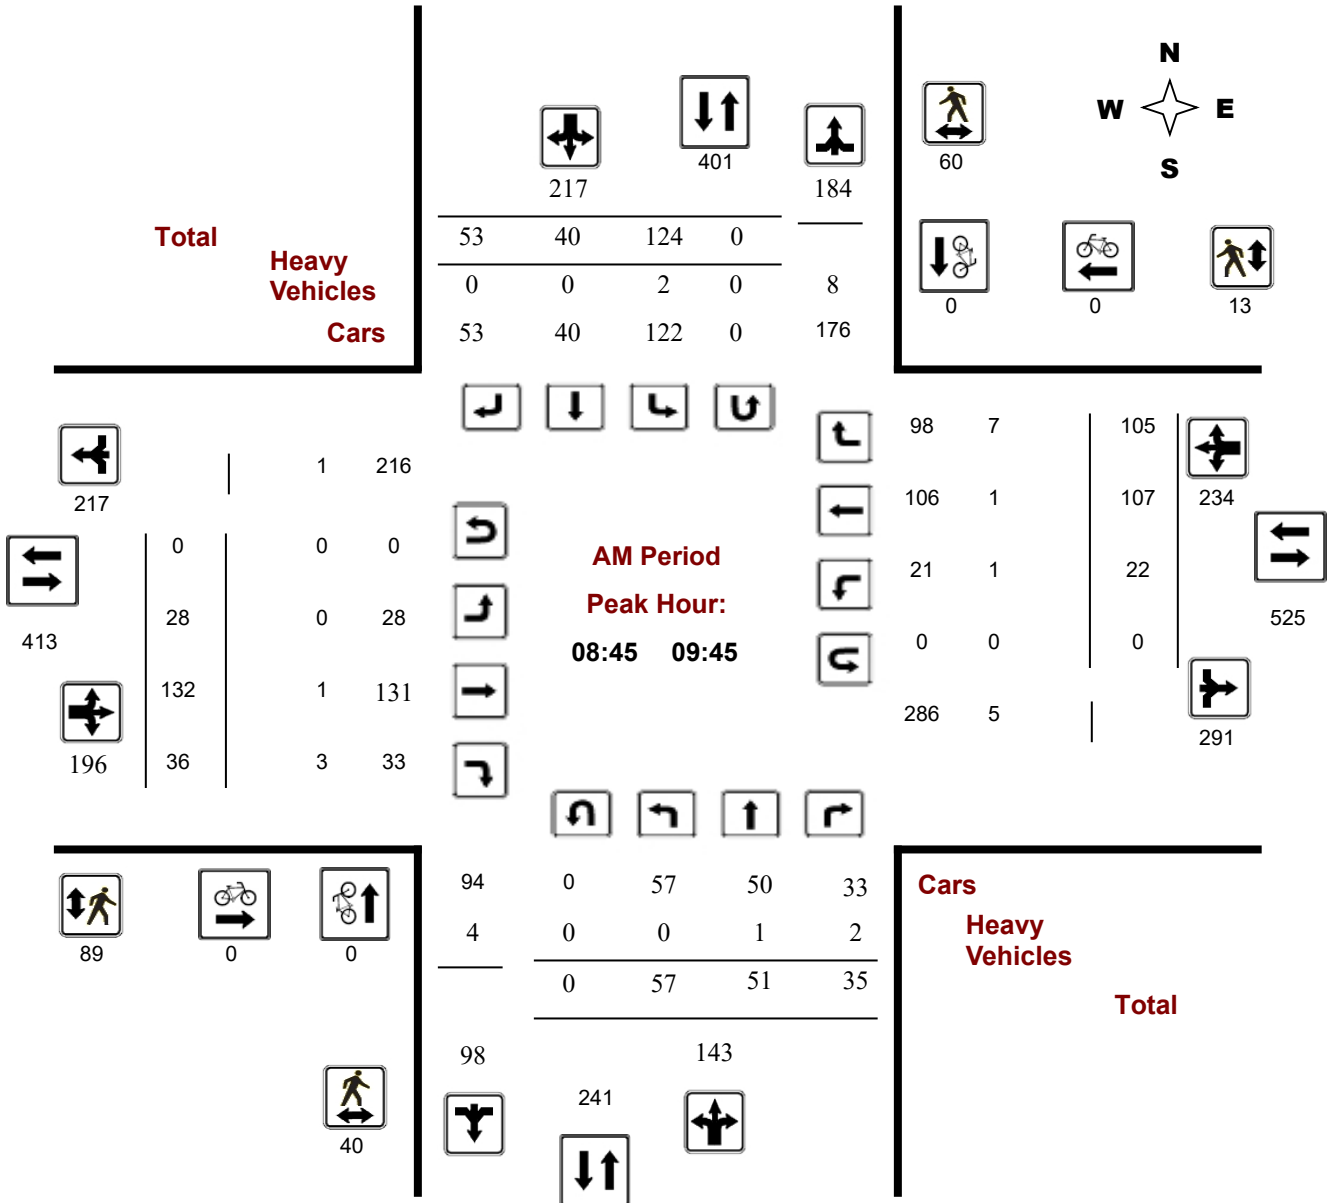 N
W E
S
401
60
217
184
Total
53 40 124 0
Heavy
Vehicles
0 0 2 0 8
0 0 13
Cars
53 40 122 0 176
98 7 105
1 216
217
106 1 107 234
0 0 0
AM Period
21 1 22
28 0 28
Peak Hour:
525
413
08:45 09:45
0 0 0
132 1 131
286 5
291
196 36 3 33
94 0 57 50 33
Cars
4 0 0 1 2
Heavy
Vehicles
89 0 0
0 57 51 35
Total
98 143
241
40